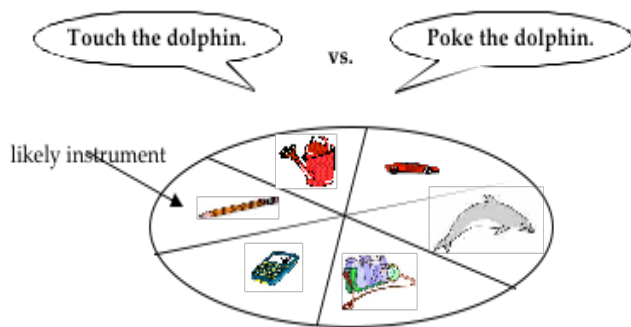 Touch the dolphin.
vs.
Poke the dolphin.
likely instrument